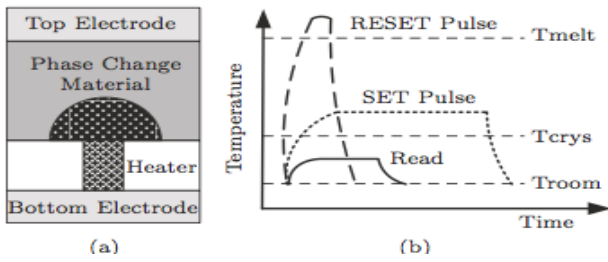 Top Electrode
Phase Change
Material
Heater
Bottom Electrode
(a)
Temperature
RESET Pulse
Tmelt
SET Pulse
Tcrys
Read
Troom
Time
(b)